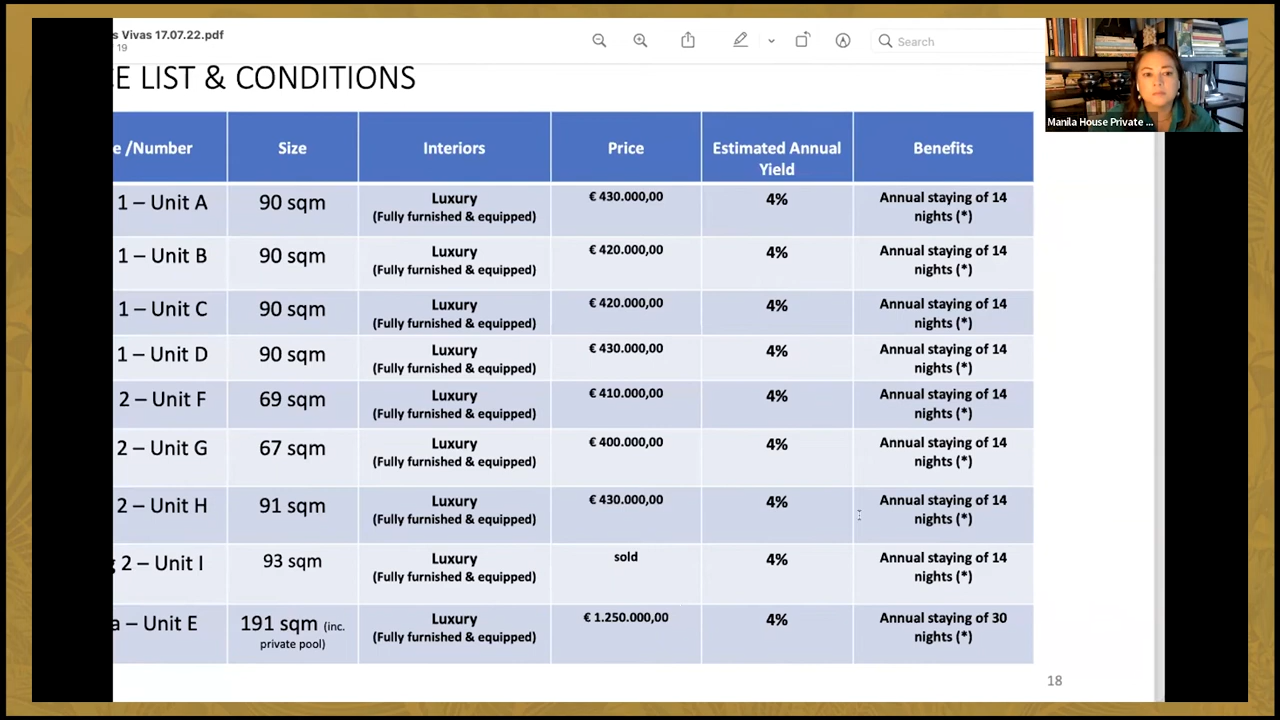 s Vivas 17.07.22.pdf
19
Search
Manila House Private ...
E LIST & CONDITIONS
e /Number Size Interiors Price Estimated Annual Yield Benefits
1 – Unit A 90 sqm Luxury (Fully furnished & equipped) € 430.000,00 4% Annual staying of 14 nights (*)
1 – Unit B 90 sqm Luxury (Fully furnished & equipped) € 420.000,00 4% Annual staying of 14 nights (*)
1 – Unit C 90 sqm Luxury (Fully furnished & equipped) € 420.000,00 4% Annual staying of 14 nights (*)
1 – Unit D 90 sqm Luxury (Fully furnished & equipped) € 430.000,00 4% Annual staying of 14 nights (*)
2 – Unit F 69 sqm Luxury (Fully furnished & equipped) € 410.000,00 4% Annual staying of 14 nights (*)
2 – Unit G 67 sqm Luxury (Fully furnished & equipped) € 400.000,00 4% Annual staying of 14 nights (*)
2 – Unit H 91 sqm Luxury (Fully furnished & equipped) € 430.000,00 4% Annual staying of 14 nights (*)
g 2 – Unit I 93 sqm Luxury (Fully furnished & equipped) sold 4% Annual staying of 14 nights (*)
a – Unit E 191 sqm (inc. private pool) Luxury (Fully furnished & equipped) € 1.250.000,00 4% Annual staying of 30 nights (*)
18